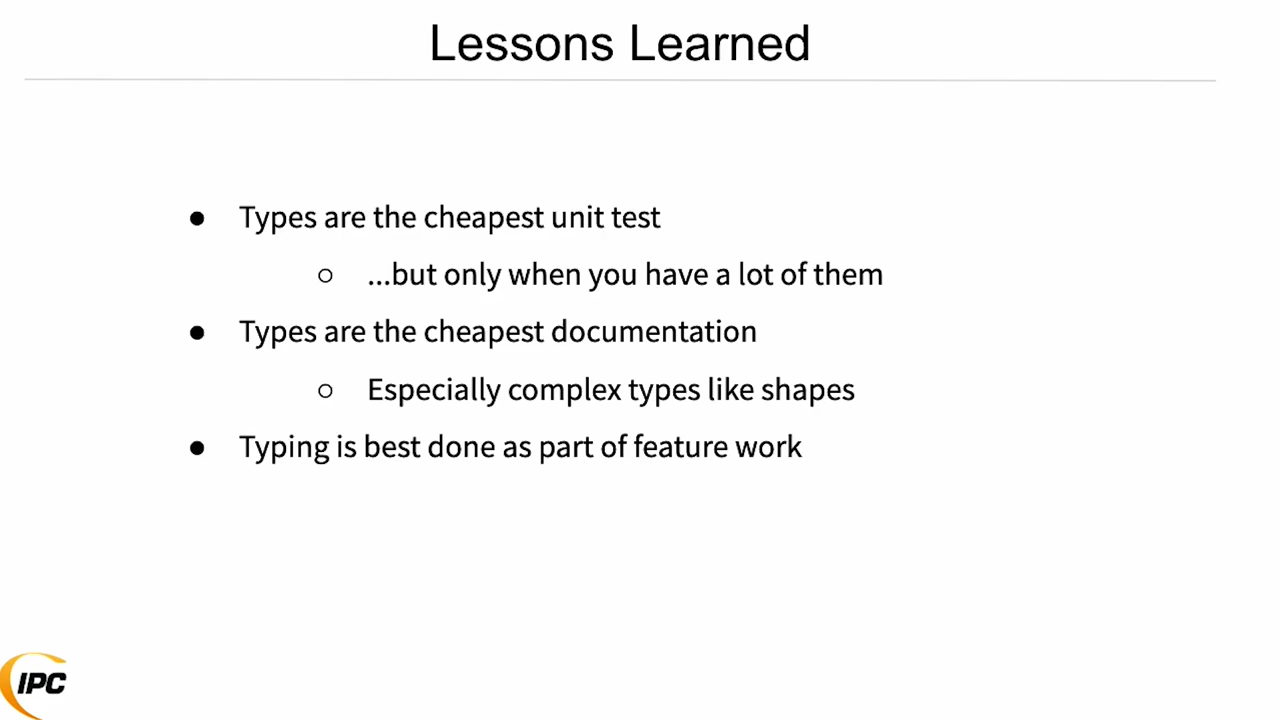 Lessons Learned
● Types are the cheapest unit test
○ ...but only when you have a lot of them
● Types are the cheapest documentation
○ Especially complex types like shapes
● Typing is best done as part of feature work
IPC